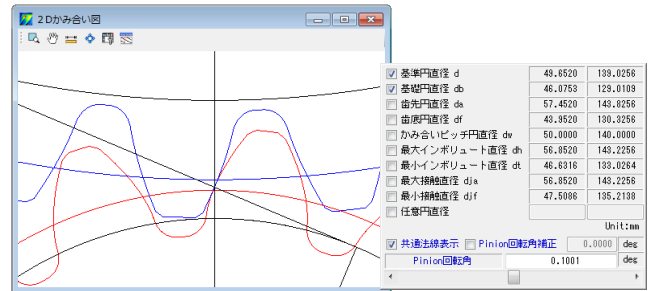 2Dかみ合い図
基準円直径 d 49.6520 139.0256
基礎円直径 db 46.0753 129.0109
歯先円直径 da 57.4520 143.8256
歯底円直径 df 43.9520 130.3256
かみ合いピッチ円直径 dw 50.0000 140.0000
最大インボリュート直径 dh 56.8520 143.2256
最小インボリュート直径 dt 46.6316 133.0264
最大接触直径 dja 56.8520 143.2256
最小接触直径 djf 47.5086 135.2138
任意円直径
Unit:mm
共通法線表示 Pinion回転角補正 0.0000 deg
Pinion回転角 0.1001 deg